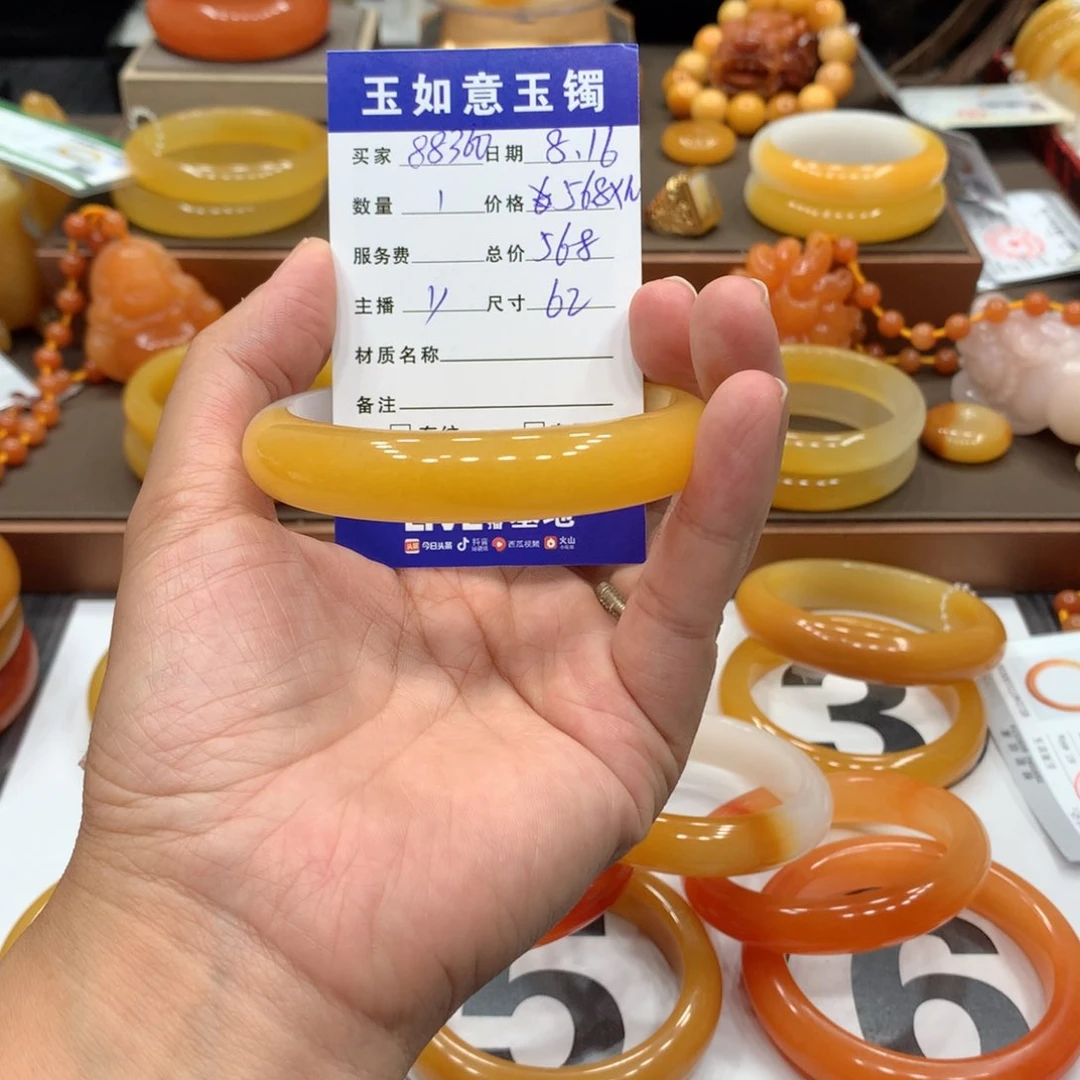 玉如意玉镯
买家 88360 日期 8.16
数量 1 价格 568
服务费 总价 568
主播 尺寸 62
材质名称
备注
今日头条 抖音 西瓜视频 火山
3
5
6